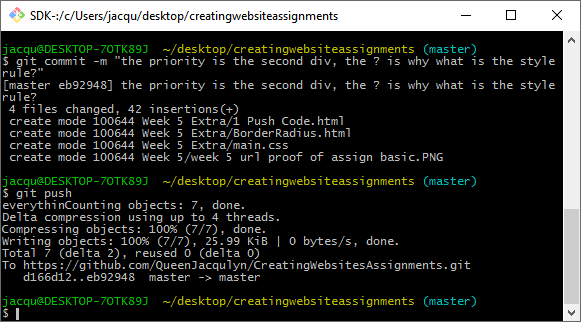 SDK-:/c/Users/jacqu/desktop/creatingwebsiteassignments
jacqu@DESKTOP-7OTK89J ~/desktop/creatingwebsiteassignments (master)
$ git commit -m "the priority is the second div, the ? is why what is the style
rule?"
[master eb92948] the priority is the second div, the ? is why what is the style
rule?
 4 files changed, 42 insertions(+)
 create mode 100644 Week 5 Extra/1 Push Code.html
 create mode 100644 Week 5 Extra/BorderRadius.html
 create mode 100644 Week 5 Extra/main.css
 create mode 100644 Week 5/week 5 url proof of assign basic.PNG
jacqu@DESKTOP-7OTK89J ~/desktop/creatingwebsiteassignments (master)
$ git push
everythinCounting objects: 7, done.
Delta compression using up to 4 threads.
Compressing objects: 100% (7/7), done.
Writing objects: 100% (7/7), 25.99 KiB | 0 bytes/s, done.
Total 7 (delta 2), reused 0 (delta 0)
To https://github.com/QueenJacqulyn/CreatingWebsitesAssignments.git
   d166d12..eb92948  master -> master
jacqu@DESKTOP-7OTK89J ~/desktop/creatingwebsiteassignments (master)
$